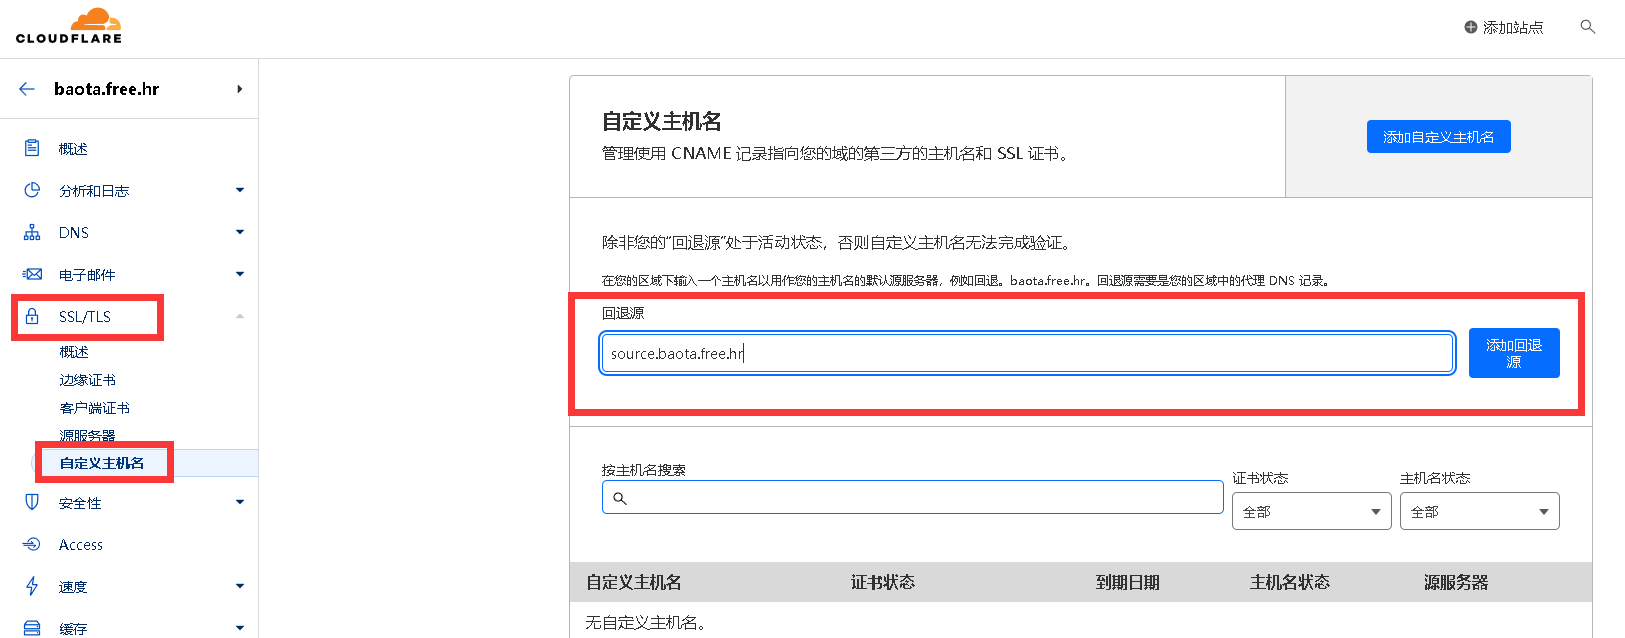 CLOUDFLARE
添加站点
baota.free.hr
概述
分析和日志
DNS
电子邮件
SSL/TLS
概述
边缘证书
客户端证书
源服务器
自定义主机名
安全性
Access
速度
缓存
自定义主机名
管理使用 CNAME 记录指向您的域的第三方的主机名和 SSL 证书。
添加自定义主机名
除非您的“回退源”处于活动状态，否则自定义主机名无法完成验证。
在您的区域下输入一个主机名以用作您的主机名的默认源服务器，例如回退。baota.free.hr。回退源需要是您的区域中的代理 DNS 记录。
回退源
source.baota.free.hr
添加回退
源
按主机名搜索
证书状态
主机名状态
全部
全部
自定义主机名 证书状态 到期日期 主机名状态 源服务器
无自定义主机名。